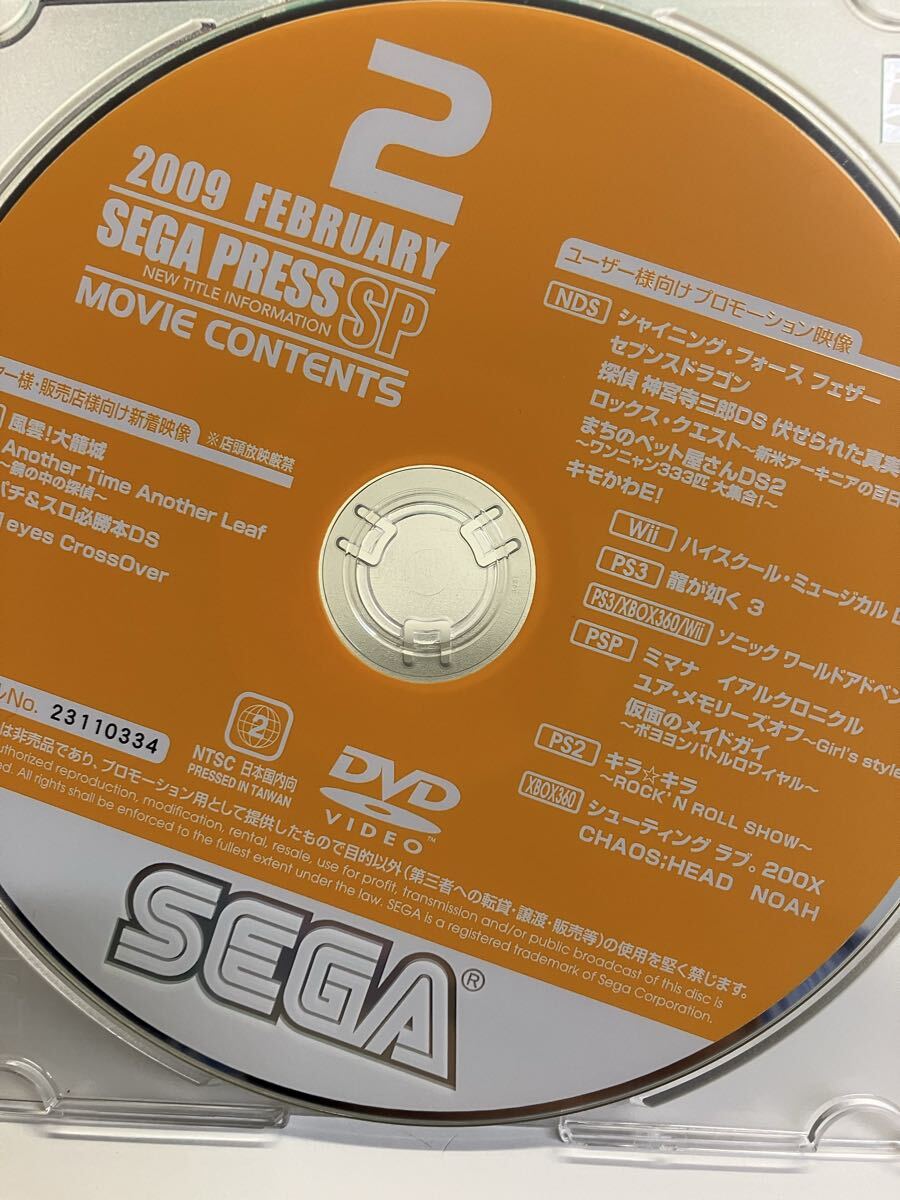 2
2009 FEBRUARY
SEGA PRESS SP
NEW TITLE INFORMATION
MOVIE CONTENTS
ヤー様・販売店様向け新着映像 ※店頭放映厳禁
風雲!大龍城
Another Time Another Leaf
～鏡の中の探偵～
パチ&スロ必勝本DS
eyes CrossOver
ユーザー様向けプロモーション映像
NDS シャイニング・フォース フェザー
セブンスドラゴン
探偵 神宮寺三郎DS 伏せられた真実
ロックス・クエスト～新米アーキニアの百日
まちのペット屋さんDS2
～ワンニャン333匹 大集合!～
キモかわE!
Wii ハイスクール・ミュージカル
PS3 龍が如く 3
PS3/XBOX360/Wii ソニック ワールドアドベン
PSP ミマナ イアルクロニクル
ユア・メモリーズオフ～Girl's style
仮面のメイドガイ
～ボヨヨンバトルロワイヤル～
PS2 キラ☆キラ
～ROCK'N ROLL SHOW～
XBOX360 シューティング ラブ。200X
CHAOS;HEAD NOAH
ルNo. 23110334
2
NTSC 日本国内向
PRESSED IN TAIWAN
DVD
VIDEO™
は非売品であり、プロモーション用として提供したもので目的以外(第三者への転貸・譲渡・販売等)の使用を堅く禁じます。
authorized reproduction, modification, rental, resale, use for profit, transmission and/or public broadcast of this disc is
ed. All rights shall be enforced to the fullest extent under the law. SEGA is a registered trademark of Sega Corporation.
SEGA®